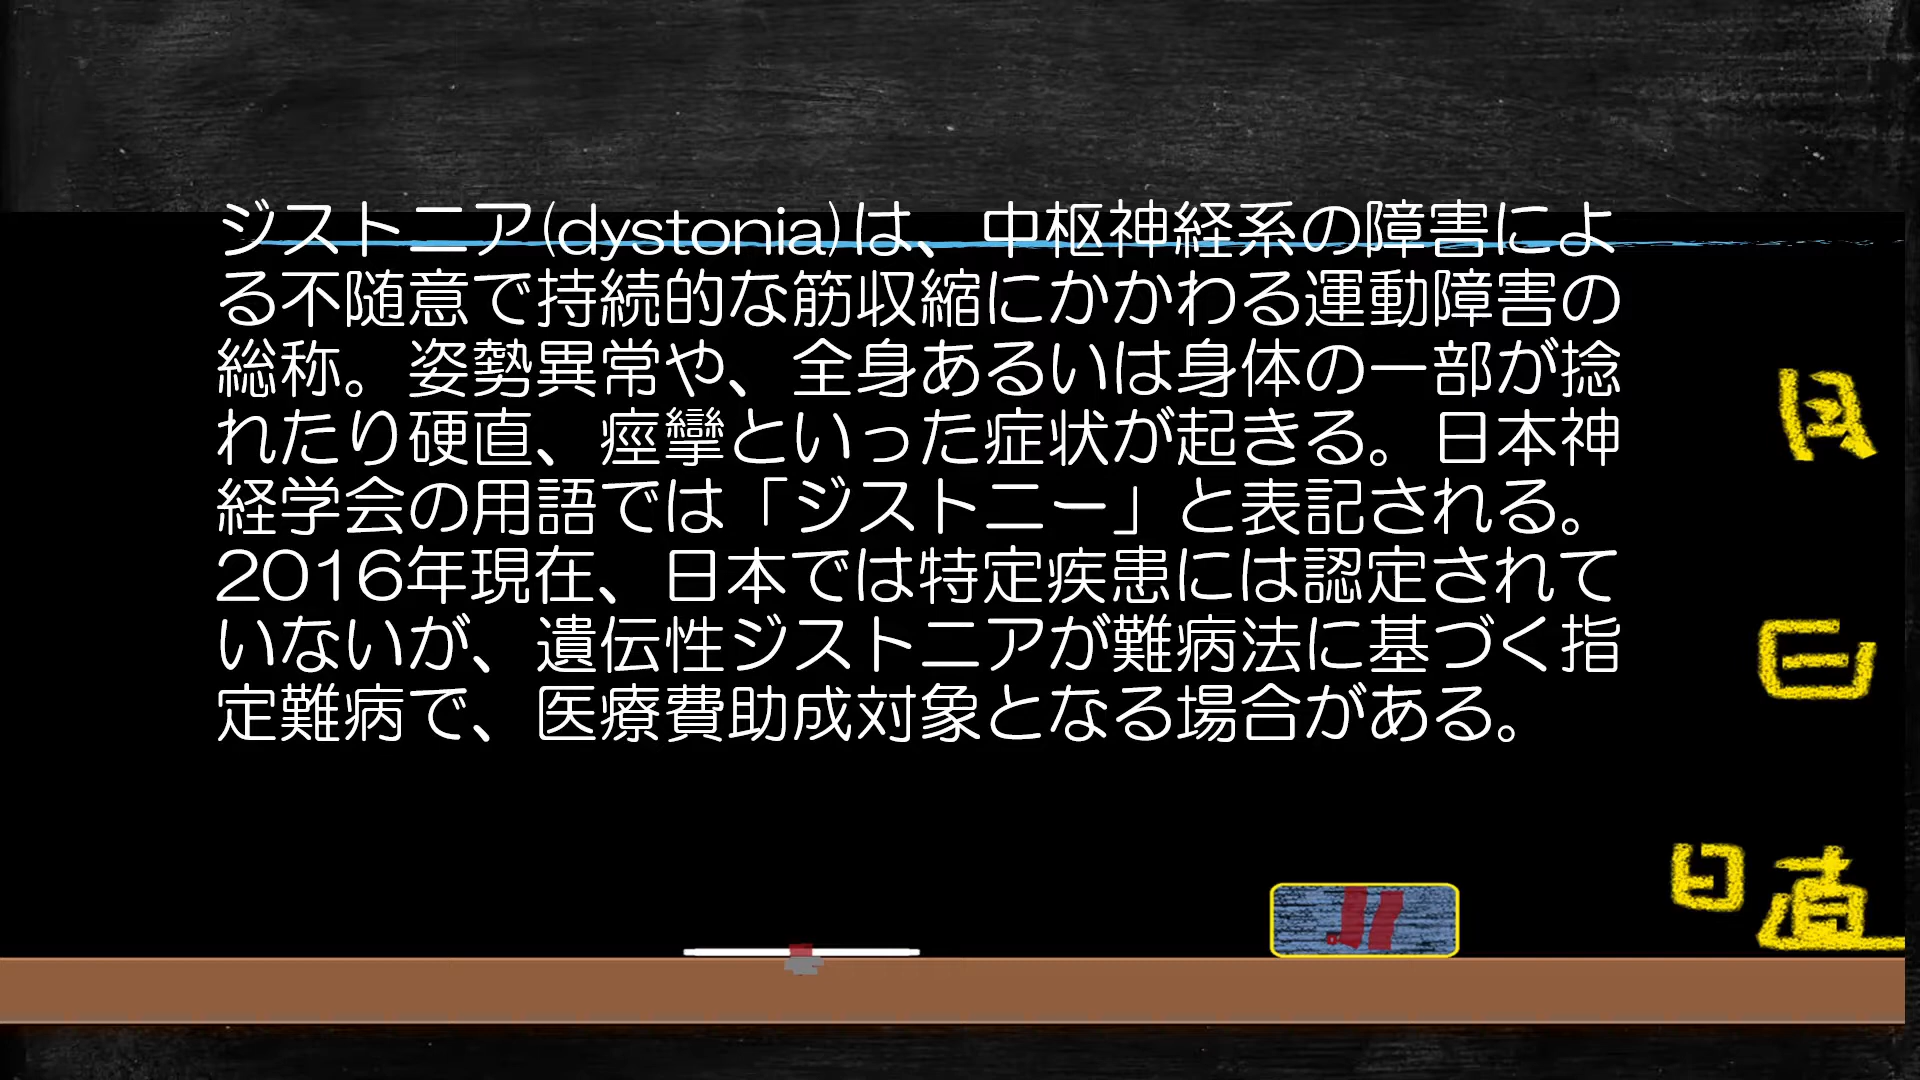 ジストニア(dystonia)は、中枢神経系の障害によ
る不随意で持続的な筋収縮にかかわる運動障害の
総称。姿勢異常や、全身あるいは身体の一部が捻
れたり硬直、痙攣といった症状が起きる。日本神
経学会の用語では「ジストニー」と表記される。
2016年現在、日本では特定疾患には認定されて
いないが、遺伝性ジストニアが難病法に基づく指
定難病で、医療費助成対象となる場合がある。
月
日
日直